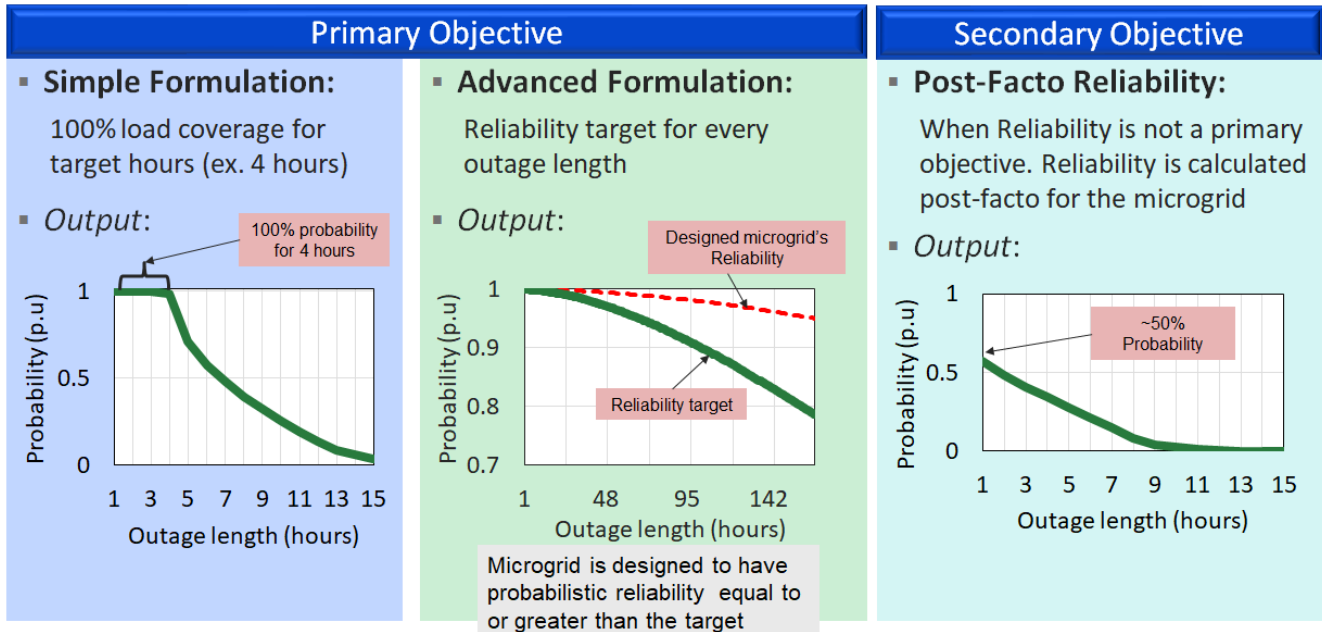 Primary Objective
▪ Simple Formulation:
100% load coverage for
target hours (ex. 4 hours)
▪ Output:
100% probability
for 4 hours
Probability (p.u)
1
0.5
0
1 3 5 7 9 11 13 15
Outage length (hours)
▪ Advanced Formulation:
Reliability target for every
outage length
▪ Output:
Designed microgrid's
Reliability
Reliability target
Probability (p.u)
1
0.9
0.8
0.7
1 48 95 142
Outage length (hours)
Microgrid is designed to have
probabilistic reliability equal to
or greater than the target
Secondary Objective
▪ Post-Facto Reliability:
When Reliability is not a primary
objective. Reliability is calculated
post-facto for the microgrid
▪ Output:
~50%
Probability
Probability (p.u)
1
0.5
0
1 3 5 7 9 11 13 15
Outage length (hours)